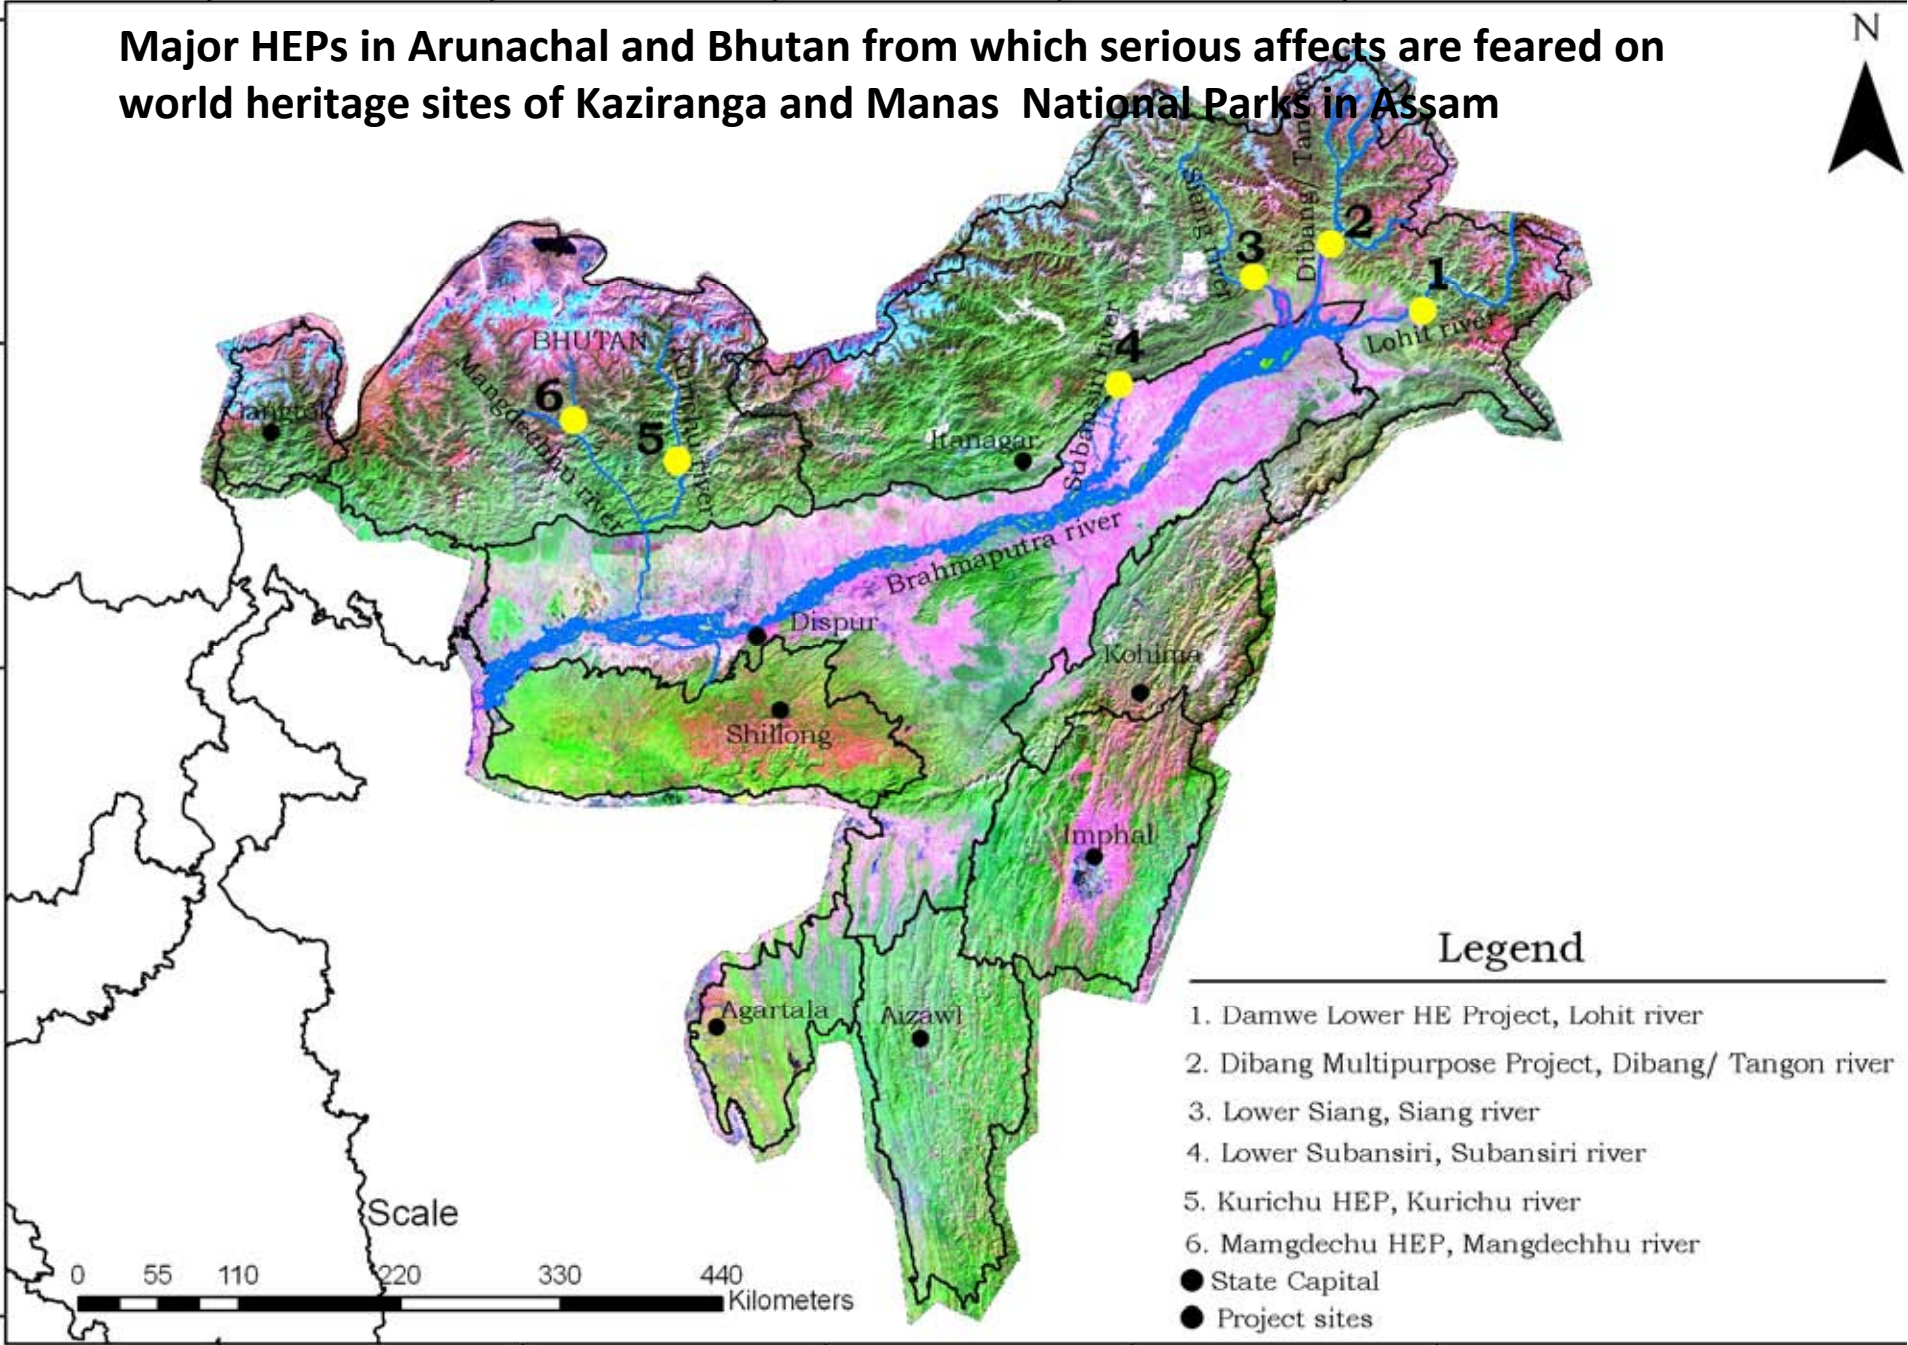 Major HEPs in Arunachal and Bhutan from which serious affects are feared on
world heritage sites of Kaziranga and Manas National Parks in Assam
N
Dibang/ Tangon
Siang river
2
3
1
Lohit river
Subansiri river
4
BHUTAN
Mangdechhu river
Kurichu river
6
5
Gangtok
Itanagar
Brahmaputra river
Dispur
Kohima
Shillong
Imphal
Agartala
Aizawl
Legend
1. Damwe Lower HE Project, Lohit river
2. Dibang Multipurpose Project, Dibang/ Tangon river
3. Lower Siang, Siang river
4. Lower Subansiri, Subansiri river
5. Kurichu HEP, Kurichu river
6. Mamgdechu HEP, Mangdechhu river
State Capital
Project sites
Scale
0 55 110 220 330 440
Kilometers